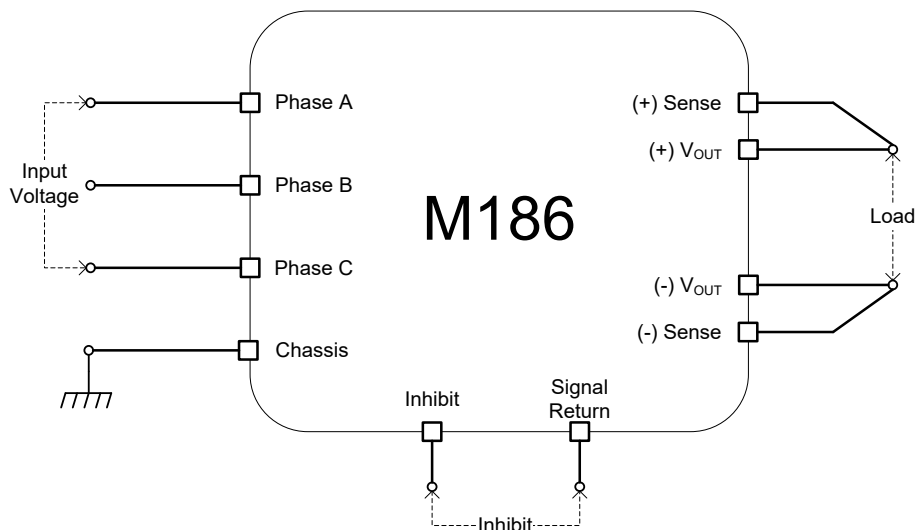 Phase A
Phase B
Phase C
Chassis
Input
Voltage
M186
(+) Sense
(+) VOUT
(-) VOUT
(-) Sense
Load
Inhibit
Signal
Return
Inhibit